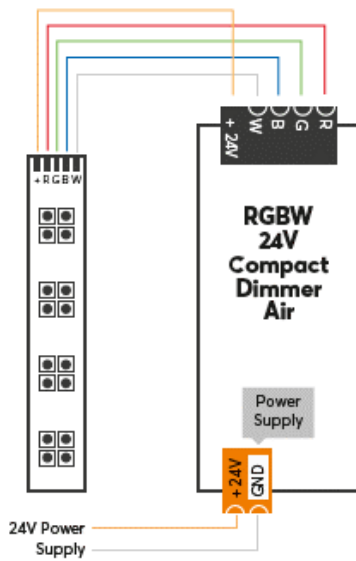 + 24V W B G R
+RGBW
RGBW
24V
Compact
Dimmer
Air
Power
Supply
+ 24V
GND
24V Power
Supply